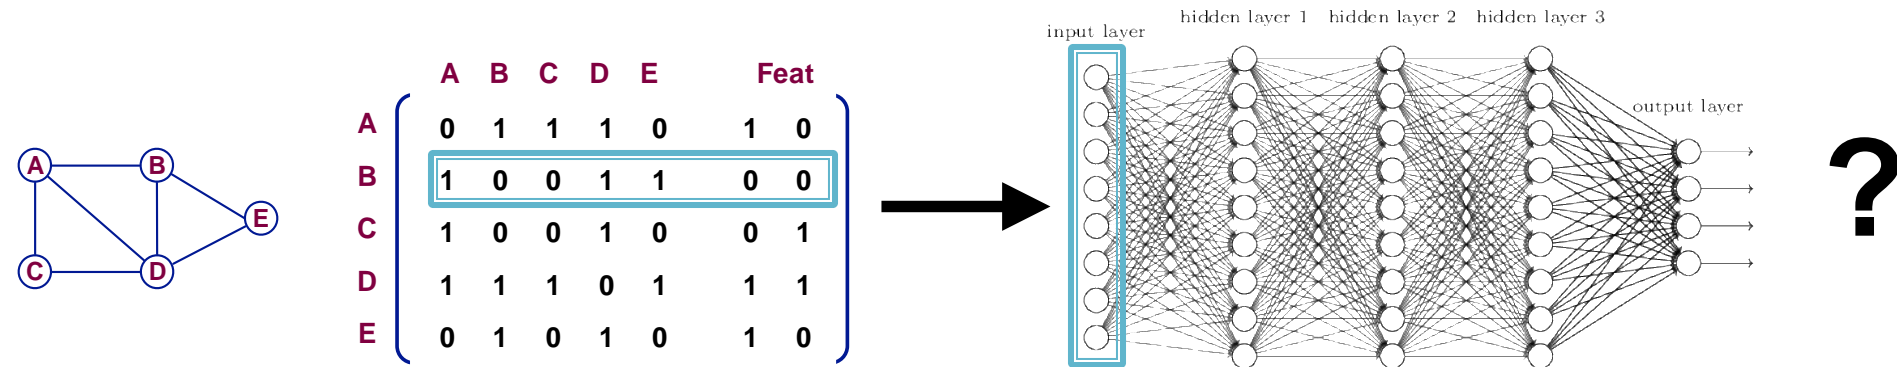 A B
E
C D
A B C D E Feat
A 0 1 1 1 0 1 0
B 1 0 0 1 1 0 0
C 1 0 0 1 0 0 1
D 1 1 1 0 1 1 1
E 0 1 0 1 0 1 0
hidden layer 1 hidden layer 2 hidden layer 3
input layer
output layer
?